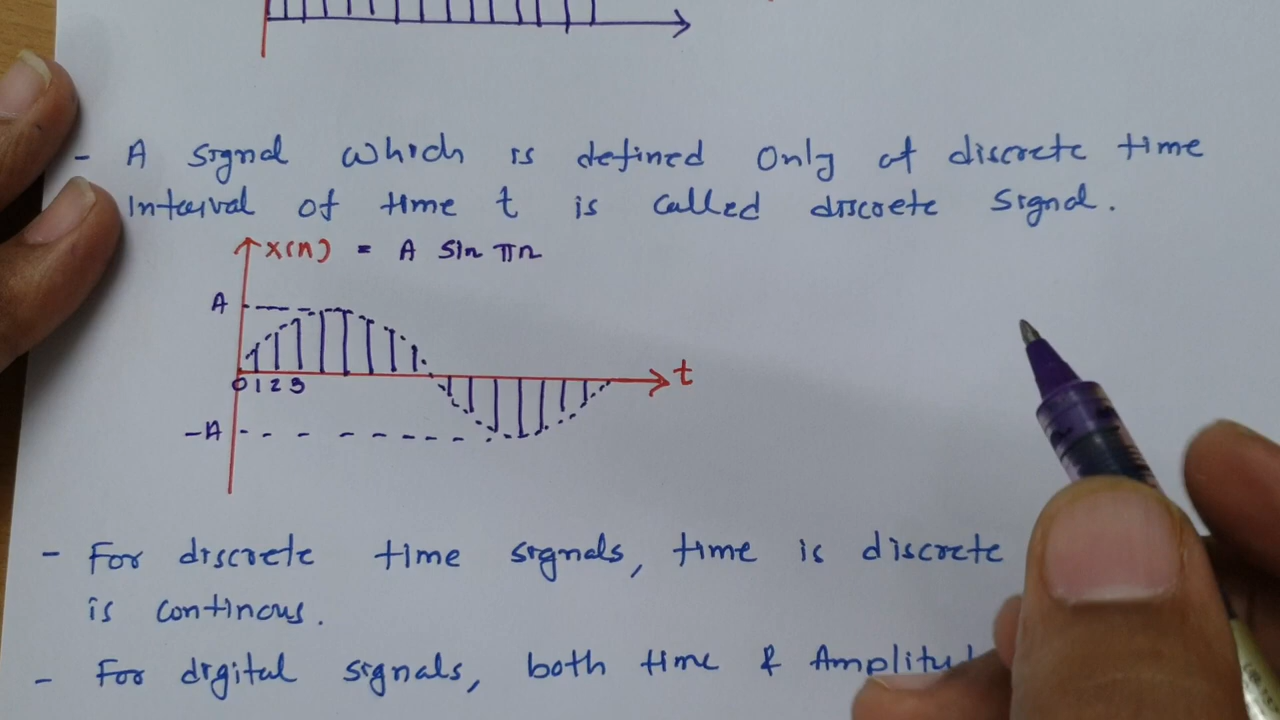 - A signal which is defined only at discrete time
interval of time t is called discrete signal.
x(n) = A sin πn
A
0 1 2 3
t
-A
- For discrete time signals, time is discrete
is continous.
- For digital signals, both time & Amplitu